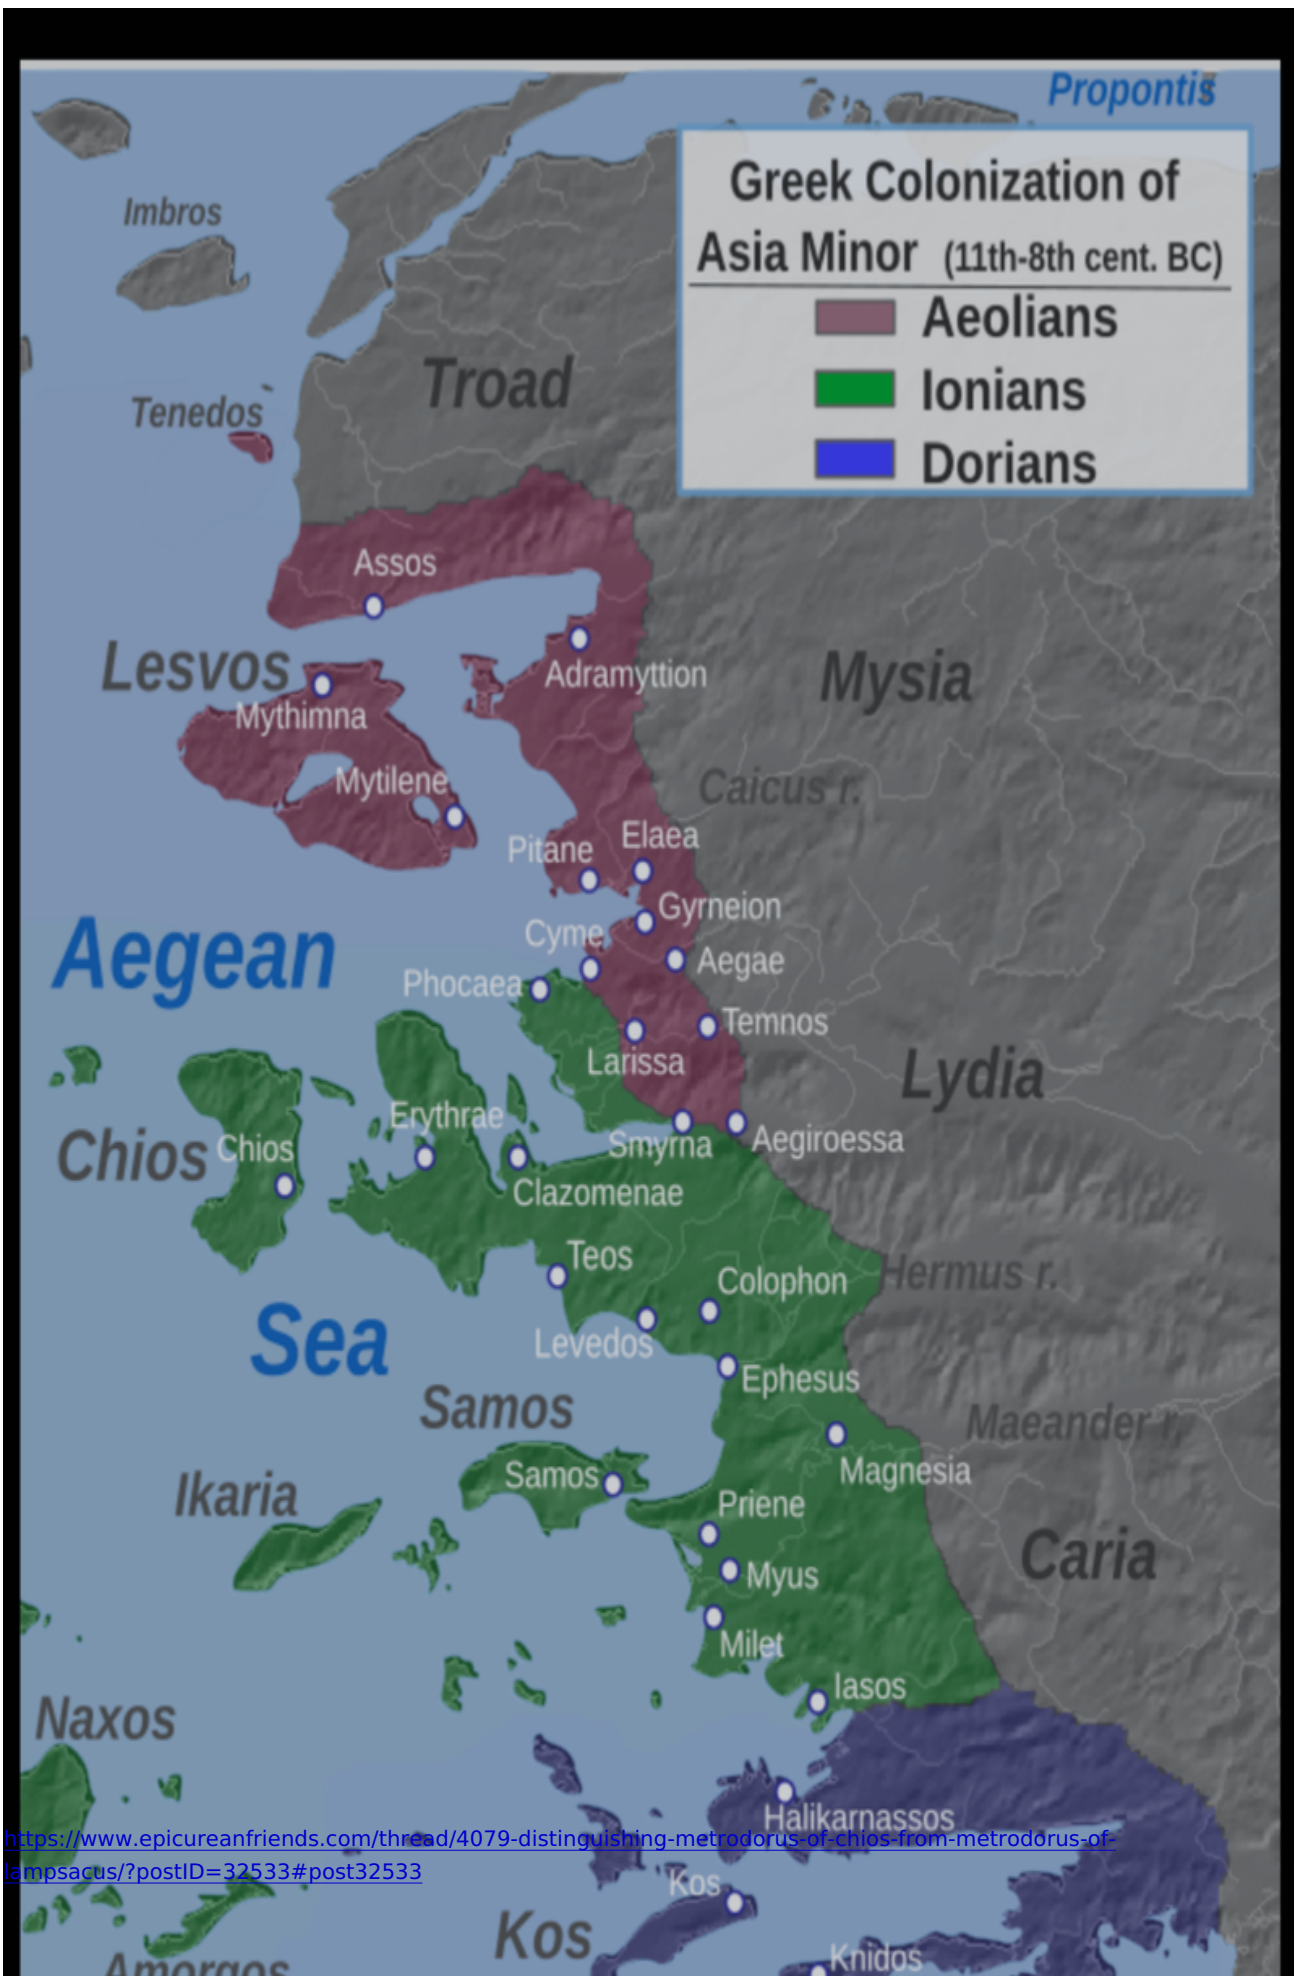 Propontis
Greek Colonization of
Asia Minor (11th-8th cent. BC)
Aeolians
Ionians
Dorians
Imbros
Troad
Tenedos
Assos
Lesvos
Adramyttion
Mysia
Mythimna
Mytilene
Caicus r.
Elaea
Pitane
Gyrneion
Cyme
Aegean
Aegae
Phocaea
Temnos
Larissa
Lydia
Erythrae
Chios
Chios
Smyrna
Aegiroessa
Clazomenae
Teos
Hermus r.
Colophon
Sea
Levedos
Ephesus
Samos
Maeander r.
Magnesia
Samos
Ikaria
Priene
Caria
Myus
Milet
Iasos
Naxos
Halikarnassos
https://www.epicureanfriends.com/thread/4079-distinguishing-metrodorus-of-chios-from-metrodorus-of-
lampsacus/?postID=32533#post32533
Kos
Kos
Knidos
Amorgos